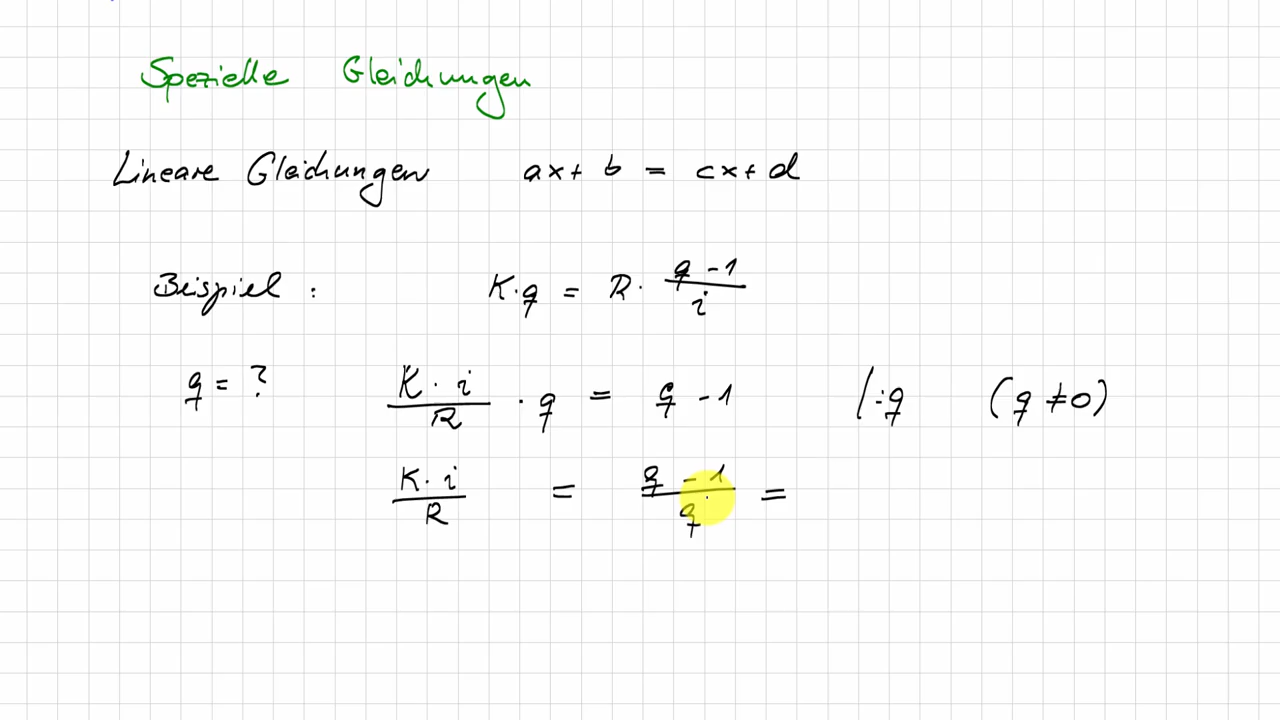 Spezielle Gleichungen
Lineare Gleichungen ax + b = cx + d
Beispiel : K·q = R · (q - 1)/i
q = ? (K · i)/R · q = q - 1 /:q (q ≠ 0)
(K · i)/R = (q - 1)/q =